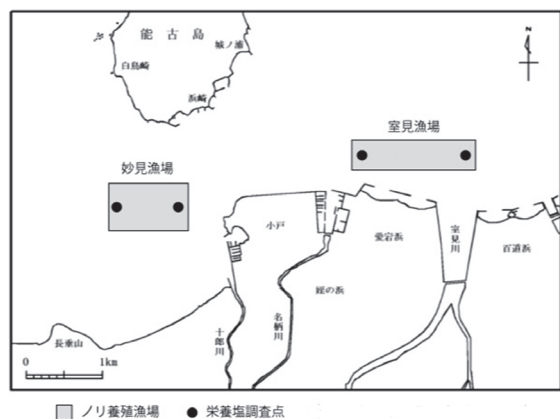 能古島
城ノ浦
白鳥崎
浜崎
N
室見漁場
妙見漁場
小戸
愛宕浜
室見川
百道浜
姪の浜
名柄川
十郎川
長垂山
0 1km
ノリ養殖漁場 栄養塩調査点